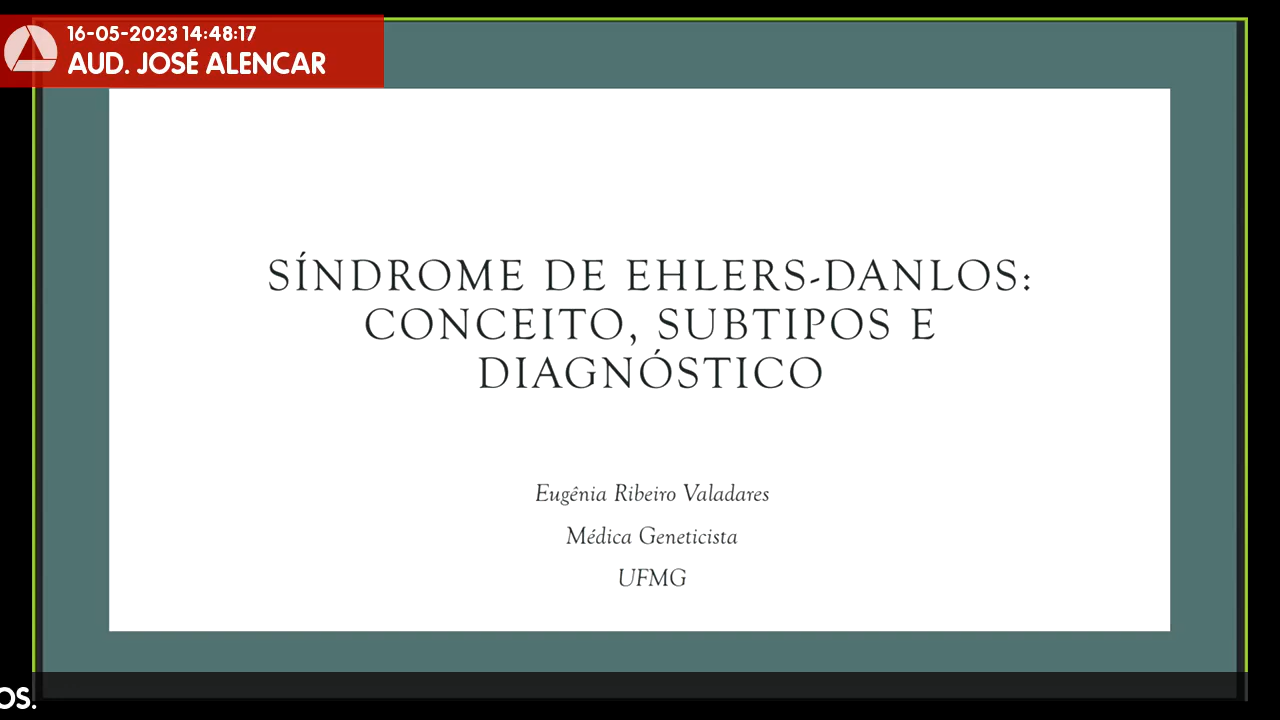 16-05-2023 14:48:17
AUD. JOSÉ ALENCAR
SÍNDROME DE EHLERS-DANLOS:
CONCEITO, SUBTIPOS E
DIAGNÓSTICO
Eugênia Ribeiro Valadares
Médica Geneticista
UFMG
OS.